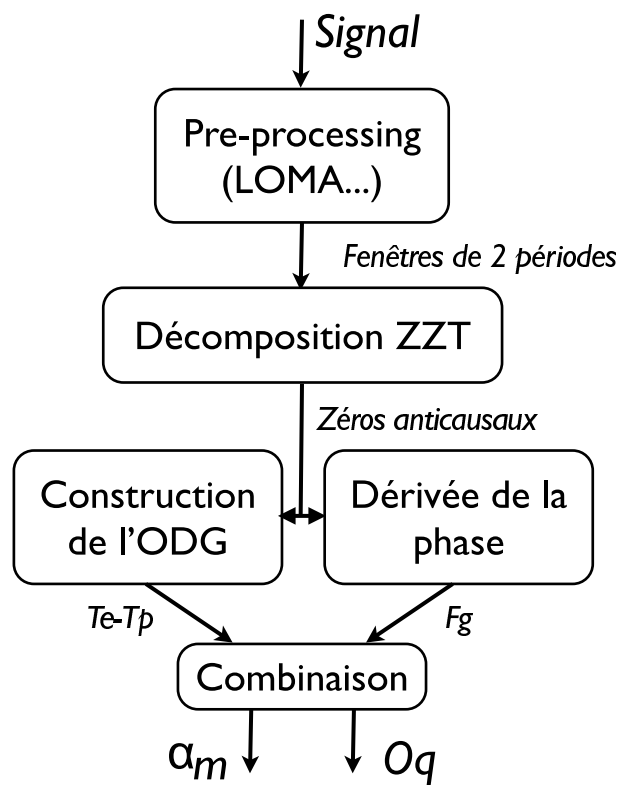 Signal
Pre-processing
(LOMA...)
Fenêtres de 2 périodes
Décomposition ZZT
Zéros anticausaux
Construction
de l'ODG
Dérivée de la
phase
Te-Tp
Fg
Combinaison
αm
Oq